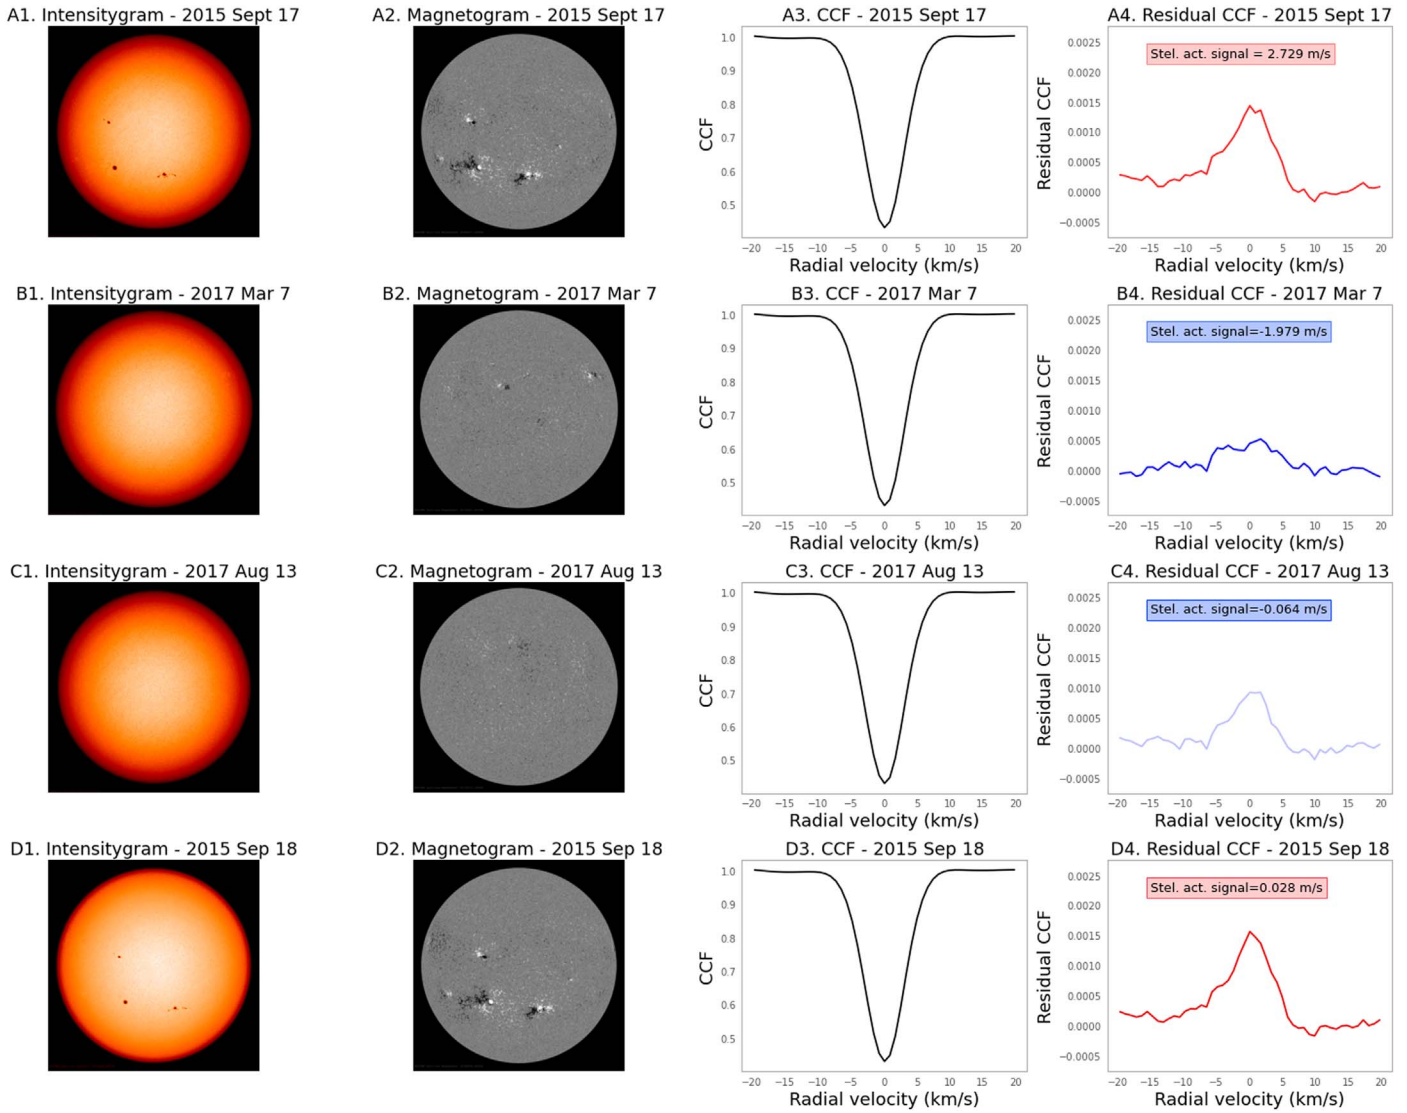 A1. Intensitygram - 2015 Sept 17
A2. Magnetogram - 2015 Sept 17
A3. CCF - 2015 Sept 17
A4. Residual CCF - 2015 Sept 17
CCF
1.0
0.9
0.8
0.7
0.6
0.5
−20 −15 −10 −5 0 5 10 15 20
Radial velocity (km/s)
Residual CCF
0.0025
0.0020
0.0015
0.0010
0.0005
0.0000
−0.0005
Stel. act. signal = 2.729 m/s
−20 −15 −10 −5 0 5 10 15 20
Radial velocity (km/s)
B1. Intensitygram - 2017 Mar 7
B2. Magnetogram - 2017 Mar 7
B3. CCF - 2017 Mar 7
B4. Residual CCF - 2017 Mar 7
CCF
1.0
0.9
0.8
0.7
0.6
0.5
−20 −15 −10 −5 0 5 10 15 20
Radial velocity (km/s)
Residual CCF
0.0025
0.0020
0.0015
0.0010
0.0005
0.0000
−0.0005
Stel. act. signal=-1.979 m/s
−20 −15 −10 −5 0 5 10 15 20
Radial velocity (km/s)
C1. Intensitygram - 2017 Aug 13
C2. Magnetogram - 2017 Aug 13
C3. CCF - 2017 Aug 13
C4. Residual CCF - 2017 Aug 13
CCF
1.0
0.9
0.8
0.7
0.6
0.5
−20 −15 −10 −5 0 5 10 15 20
Radial velocity (km/s)
Residual CCF
0.0025
0.0020
0.0015
0.0010
0.0005
0.0000
−0.0005
Stel. act. signal=-0.064 m/s
−20 −15 −10 −5 0 5 10 15 20
Radial velocity (km/s)
D1. Intensitygram - 2015 Sep 18
D2. Magnetogram - 2015 Sep 18
D3. CCF - 2015 Sep 18
D4. Residual CCF - 2015 Sep 18
CCF
1.0
0.9
0.8
0.7
0.6
0.5
−20 −15 −10 −5 0 5 10 15 20
Radial velocity (km/s)
Residual CCF
0.0025
0.0020
0.0015
0.0010
0.0005
0.0000
−0.0005
Stel. act. signal=0.028 m/s
−20 −15 −10 −5 0 5 10 15 20
Radial velocity (km/s)